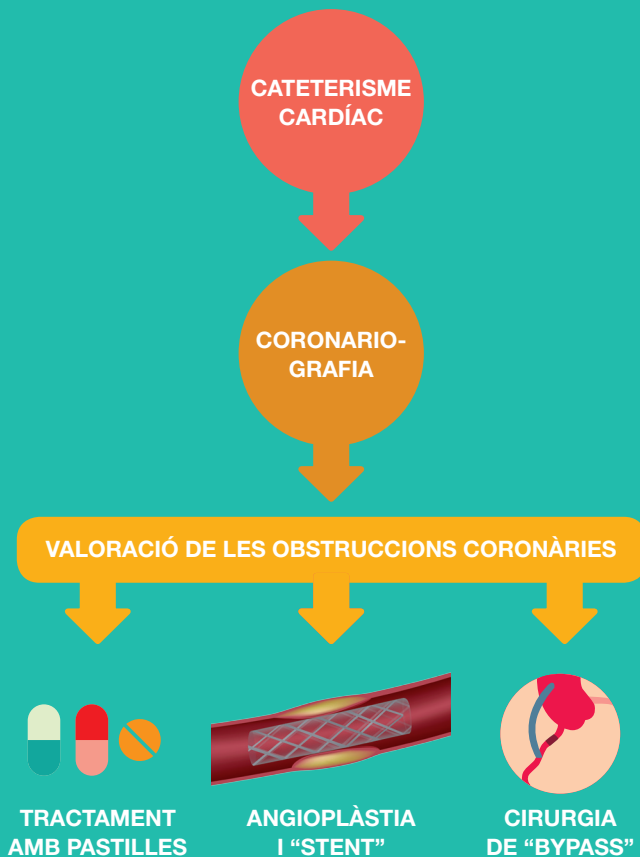 CATETERISME
CARDÍAC
CORONARIO-
GRAFIA
VALORACIÓ DE LES OBSTRUCCIONS CORONÀRIES
TRACTAMENT
AMB PASTILLES
ANGIOPLÀSTIA
I “STENT”
CIRURGIA
DE “BYPASS”